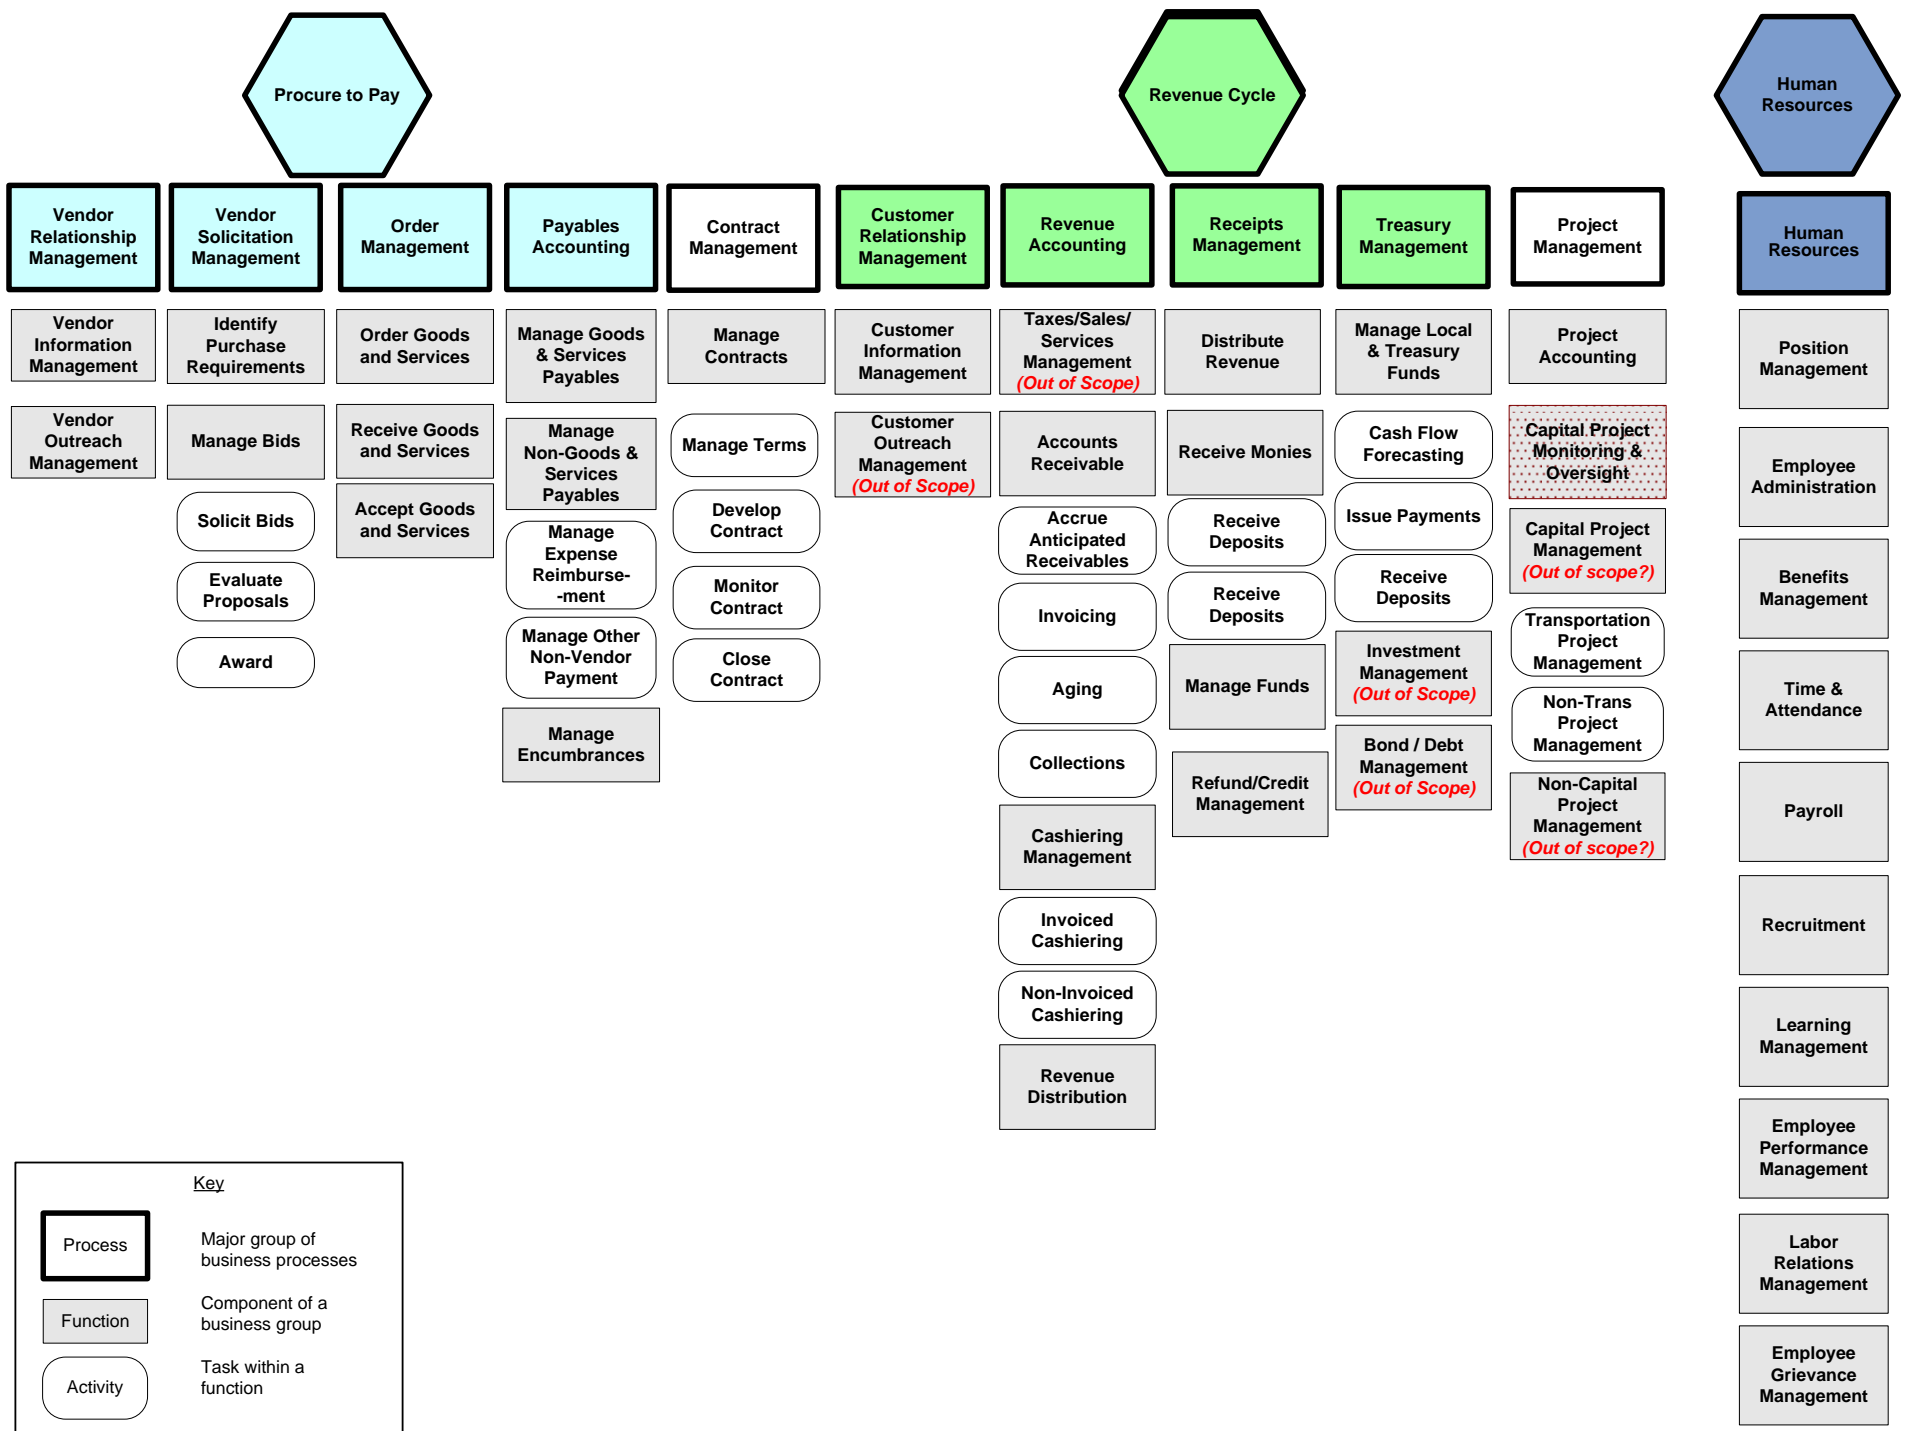 Procure to Pay
Revenue Cycle
Human
Resources
Vendor
Relationship
Management
Vendor
Solicitation
Management
Order
Management
Payables
Accounting
Contract
Management
Customer
Relationship
Management
Revenue
Accounting
Receipts
Management
Treasury
Management
Project
Management
Human
Resources
Vendor
Information
Management
Vendor
Outreach
Management
Identify
Purchase
Requirements
Manage Bids
Solicit Bids
Evaluate
Proposals
Award
Order Goods
and Services
Receive Goods
and Services
Accept Goods
and Services
Manage Goods
& Services
Payables
Manage
Non-Goods &
Services
Payables
Manage
Expense
Reimburse-
-ment
Manage Other
Non-Vendor
Payment
Manage
Encumbrances
Manage
Contracts
Manage Terms
Develop
Contract
Monitor
Contract
Close
Contract
Customer
Information
Management
Customer
Outreach
Management
(Out of Scope)
Taxes/Sales/
Services
Management
(Out of Scope)
Accounts
Receivable
Accrue
Anticipated
Receivables
Invoicing
Aging
Collections
Cashiering
Management
Invoiced
Cashiering
Non-Invoiced
Cashiering
Revenue
Distribution
Distribute
Revenue
Receive Monies
Receive
Deposits
Receive
Deposits
Manage Funds
Refund/Credit
Management
Manage Local
& Treasury
Funds
Cash Flow
Forecasting
Issue Payments
Receive
Deposits
Investment
Management
(Out of Scope)
Bond / Debt
Management
(Out of Scope)
Project
Accounting
Capital Project
Monitoring &
Oversight
Capital Project
Management
(Out of scope?)
Transportation
Project
Management
Non-Trans
Project
Management
Non-Capital
Project
Management
(Out of scope?)
Position
Management
Employee
Administration
Benefits
Management
Time &
Attendance
Payroll
Recruitment
Learning
Management
Employee
Performance
Management
Labor
Relations
Management
Employee
Grievance
Management
Key
Process
Major group of
business processes
Function
Component of a
business group
Activity
Task within a
function